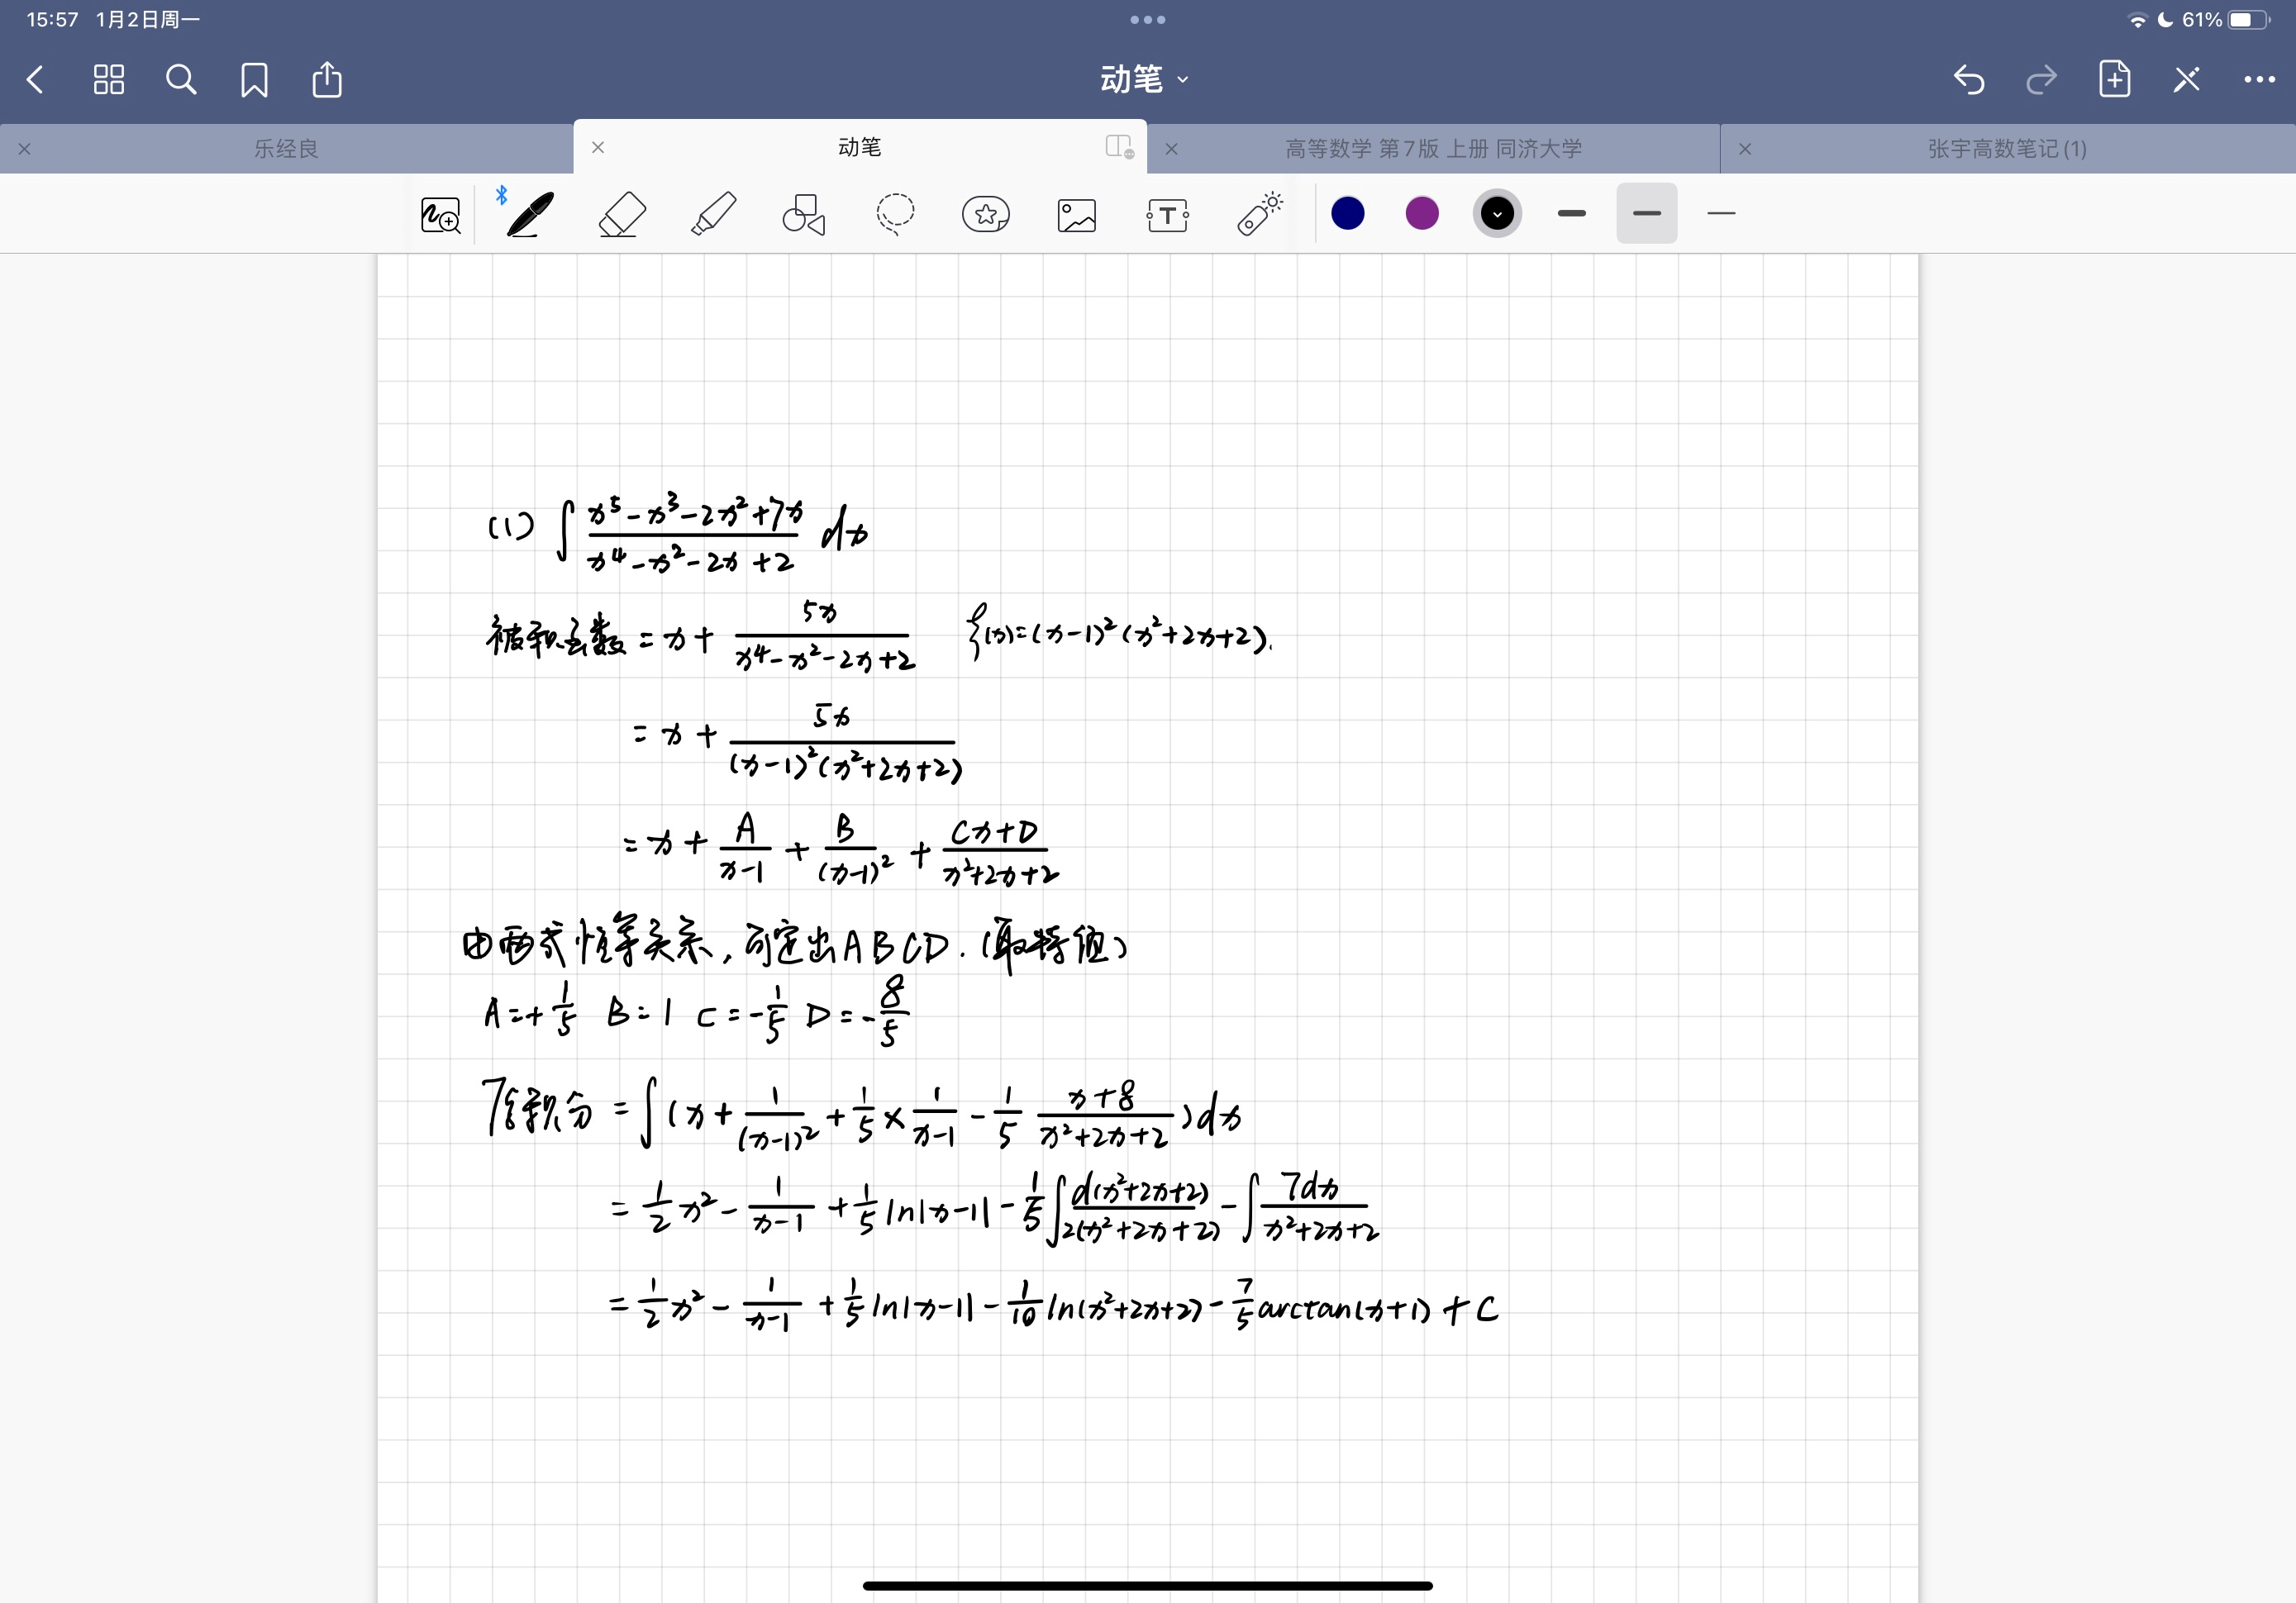 15:57 1月2日周一 61%
动笔
乐经良 动笔 高等数学 第7版 上册 同济大学 张宇高数笔记(1)
(1) ∫ (x⁵-x³-2x²+7x)/(x⁴-x²-2x+2) dx
被积函数 = x + 5x/(x⁴-x²-2x+2) f(x)=(x-1)²(x²+2x+2).
= x + 5x/((x-1)²(x²+2x+2))
= x + A/(x-1) + B/(x-1)² + (Cx+D)/(x²+2x+2)
由两式恒等关系,可定出ABCD.(取特值)
A=+1/5 B=1 C=-1/5 D=-8/5
原积分 = ∫(x + 1/(x-1)² + 1/5 × 1/(x-1) - 1/5 (x+8)/(x²+2x+2))dx
= 1/2 x² - 1/(x-1) + 1/5 ln|x-1| - 1/5 ∫ d(x²+2x+2)/(2(x²+2x+2)) - ∫ 7dx/(x²+2x+2)
= 1/2 x² - 1/(x-1) + 1/5 ln|x-1| - 1/10 ln(x²+2x+2) - 7/5 arctan(x+1) + C